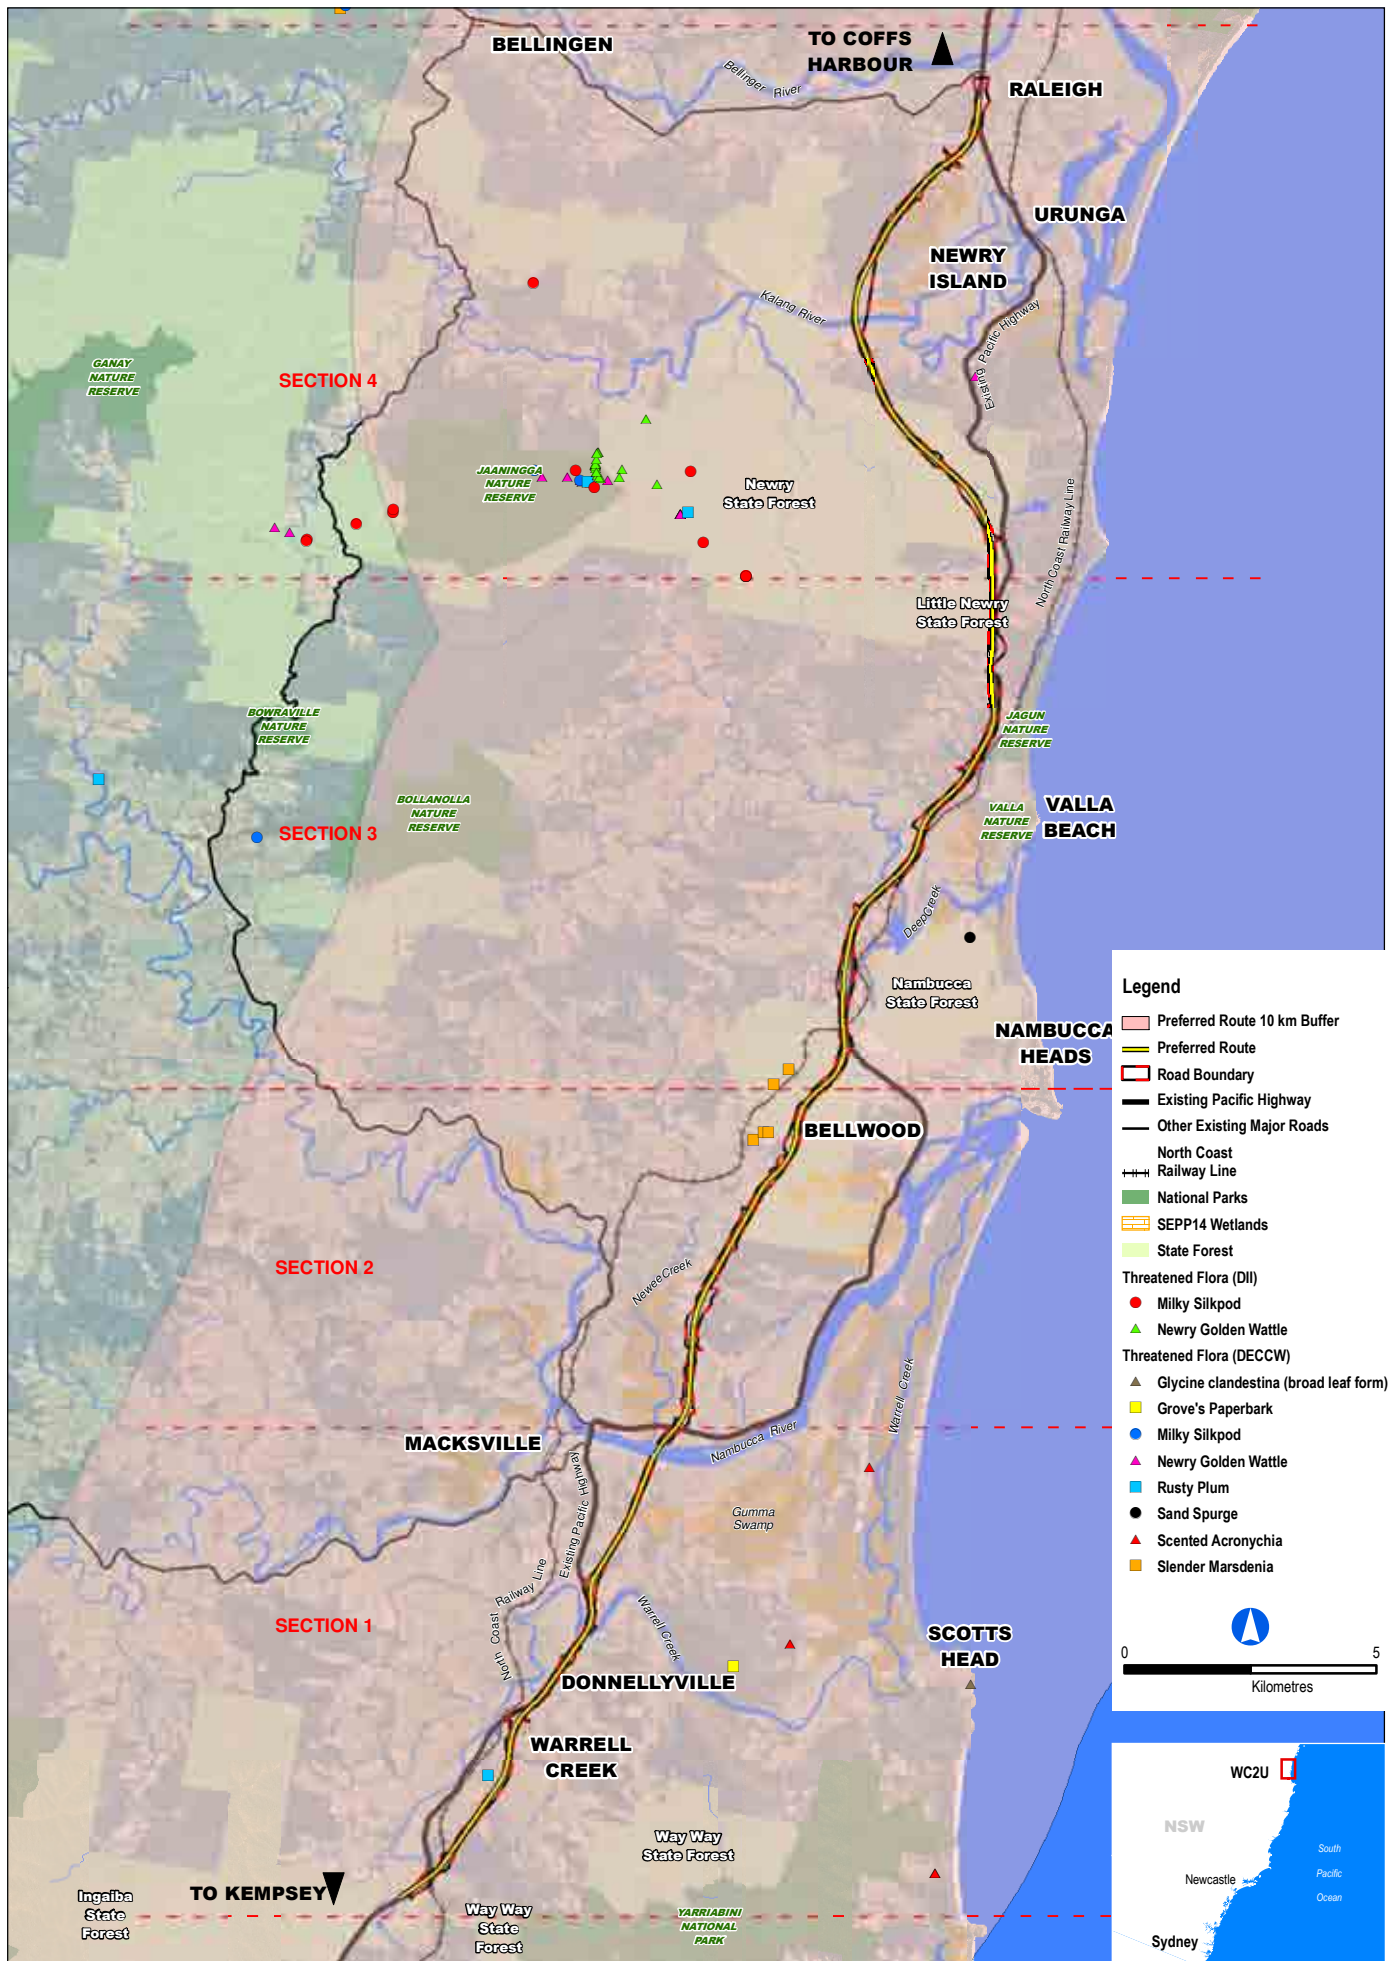 BELLINGEN
TO COFFS
HARBOUR
Bellinger River
RALEIGH
URUNGA
NEWRY
ISLAND
Kalang River
Existing Pacific Highway
GANAY
NATURE
RESERVE
SECTION 4
JAANINGGA
NATURE
RESERVE
Newry
State Forest
North Coast Railway Line
Little Newry
State Forest
BOWRAVILLE
NATURE
RESERVE
JAGUN
NATURE
RESERVE
BOLLANOLLA
NATURE
RESERVE
VALLA
NATURE
RESERVE
VALLA
BEACH
SECTION 3
DeepCreek
Nambucca
State Forest
NAMBUCCA
HEADS
BELLWOOD
SECTION 2
NeweeCreek
Warrell Creek
MACKSVILLE
Nambucca River
Existing Pacific Highway
Gumma
Swamp
North Coast Railway Line
Warrell Creek
SECTION 1
SCOTTS
HEAD
DONNELLYVILLE
WARRELL
CREEK
Way Way
State Forest
TO KEMPSEY
Ingaiba
State
Forest
Way Way
State
Forest
YARRIABINI
NATIONAL
PARK
Legend
Preferred Route 10 km Buffer
Preferred Route
Road Boundary
Existing Pacific Highway
Other Existing Major Roads
North Coast
Railway Line
National Parks
SEPP14 Wetlands
State Forest
Threatened Flora (DII)
Milky Silkpod
Newry Golden Wattle
Threatened Flora (DECCW)
Glycine clandestina (broad leaf form)
Grove's Paperbark
Milky Silkpod
Newry Golden Wattle
Rusty Plum
Sand Spurge
Scented Acronychia
Slender Marsdenia
0 5
Kilometres
WC2U
NSW
South
Pacific
Ocean
Newcastle
Sydney